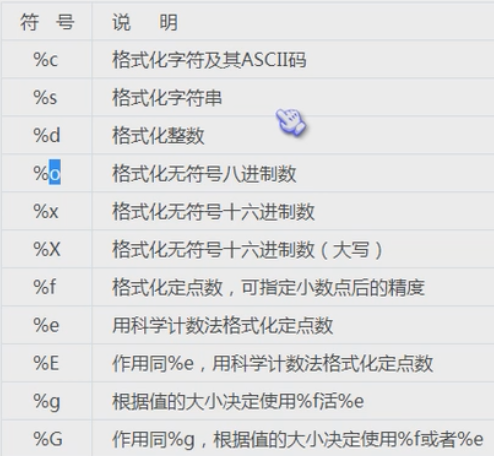 符 号 说 明
%c 格式化字符及其ASCII码
%s 格式化字符串
%d 格式化整数
%o 格式化无符号八进制数
%x 格式化无符号十六进制数
%X 格式化无符号十六进制数（大写）
%f 格式化定点数，可指定小数点后的精度
%e 用科学计数法格式化定点数
%E 作用同%e，用科学计数法格式化定点数
%g 根据值的大小决定使用%f活%e
%G 作用同%g，根据值的大小决定使用%f或者%e